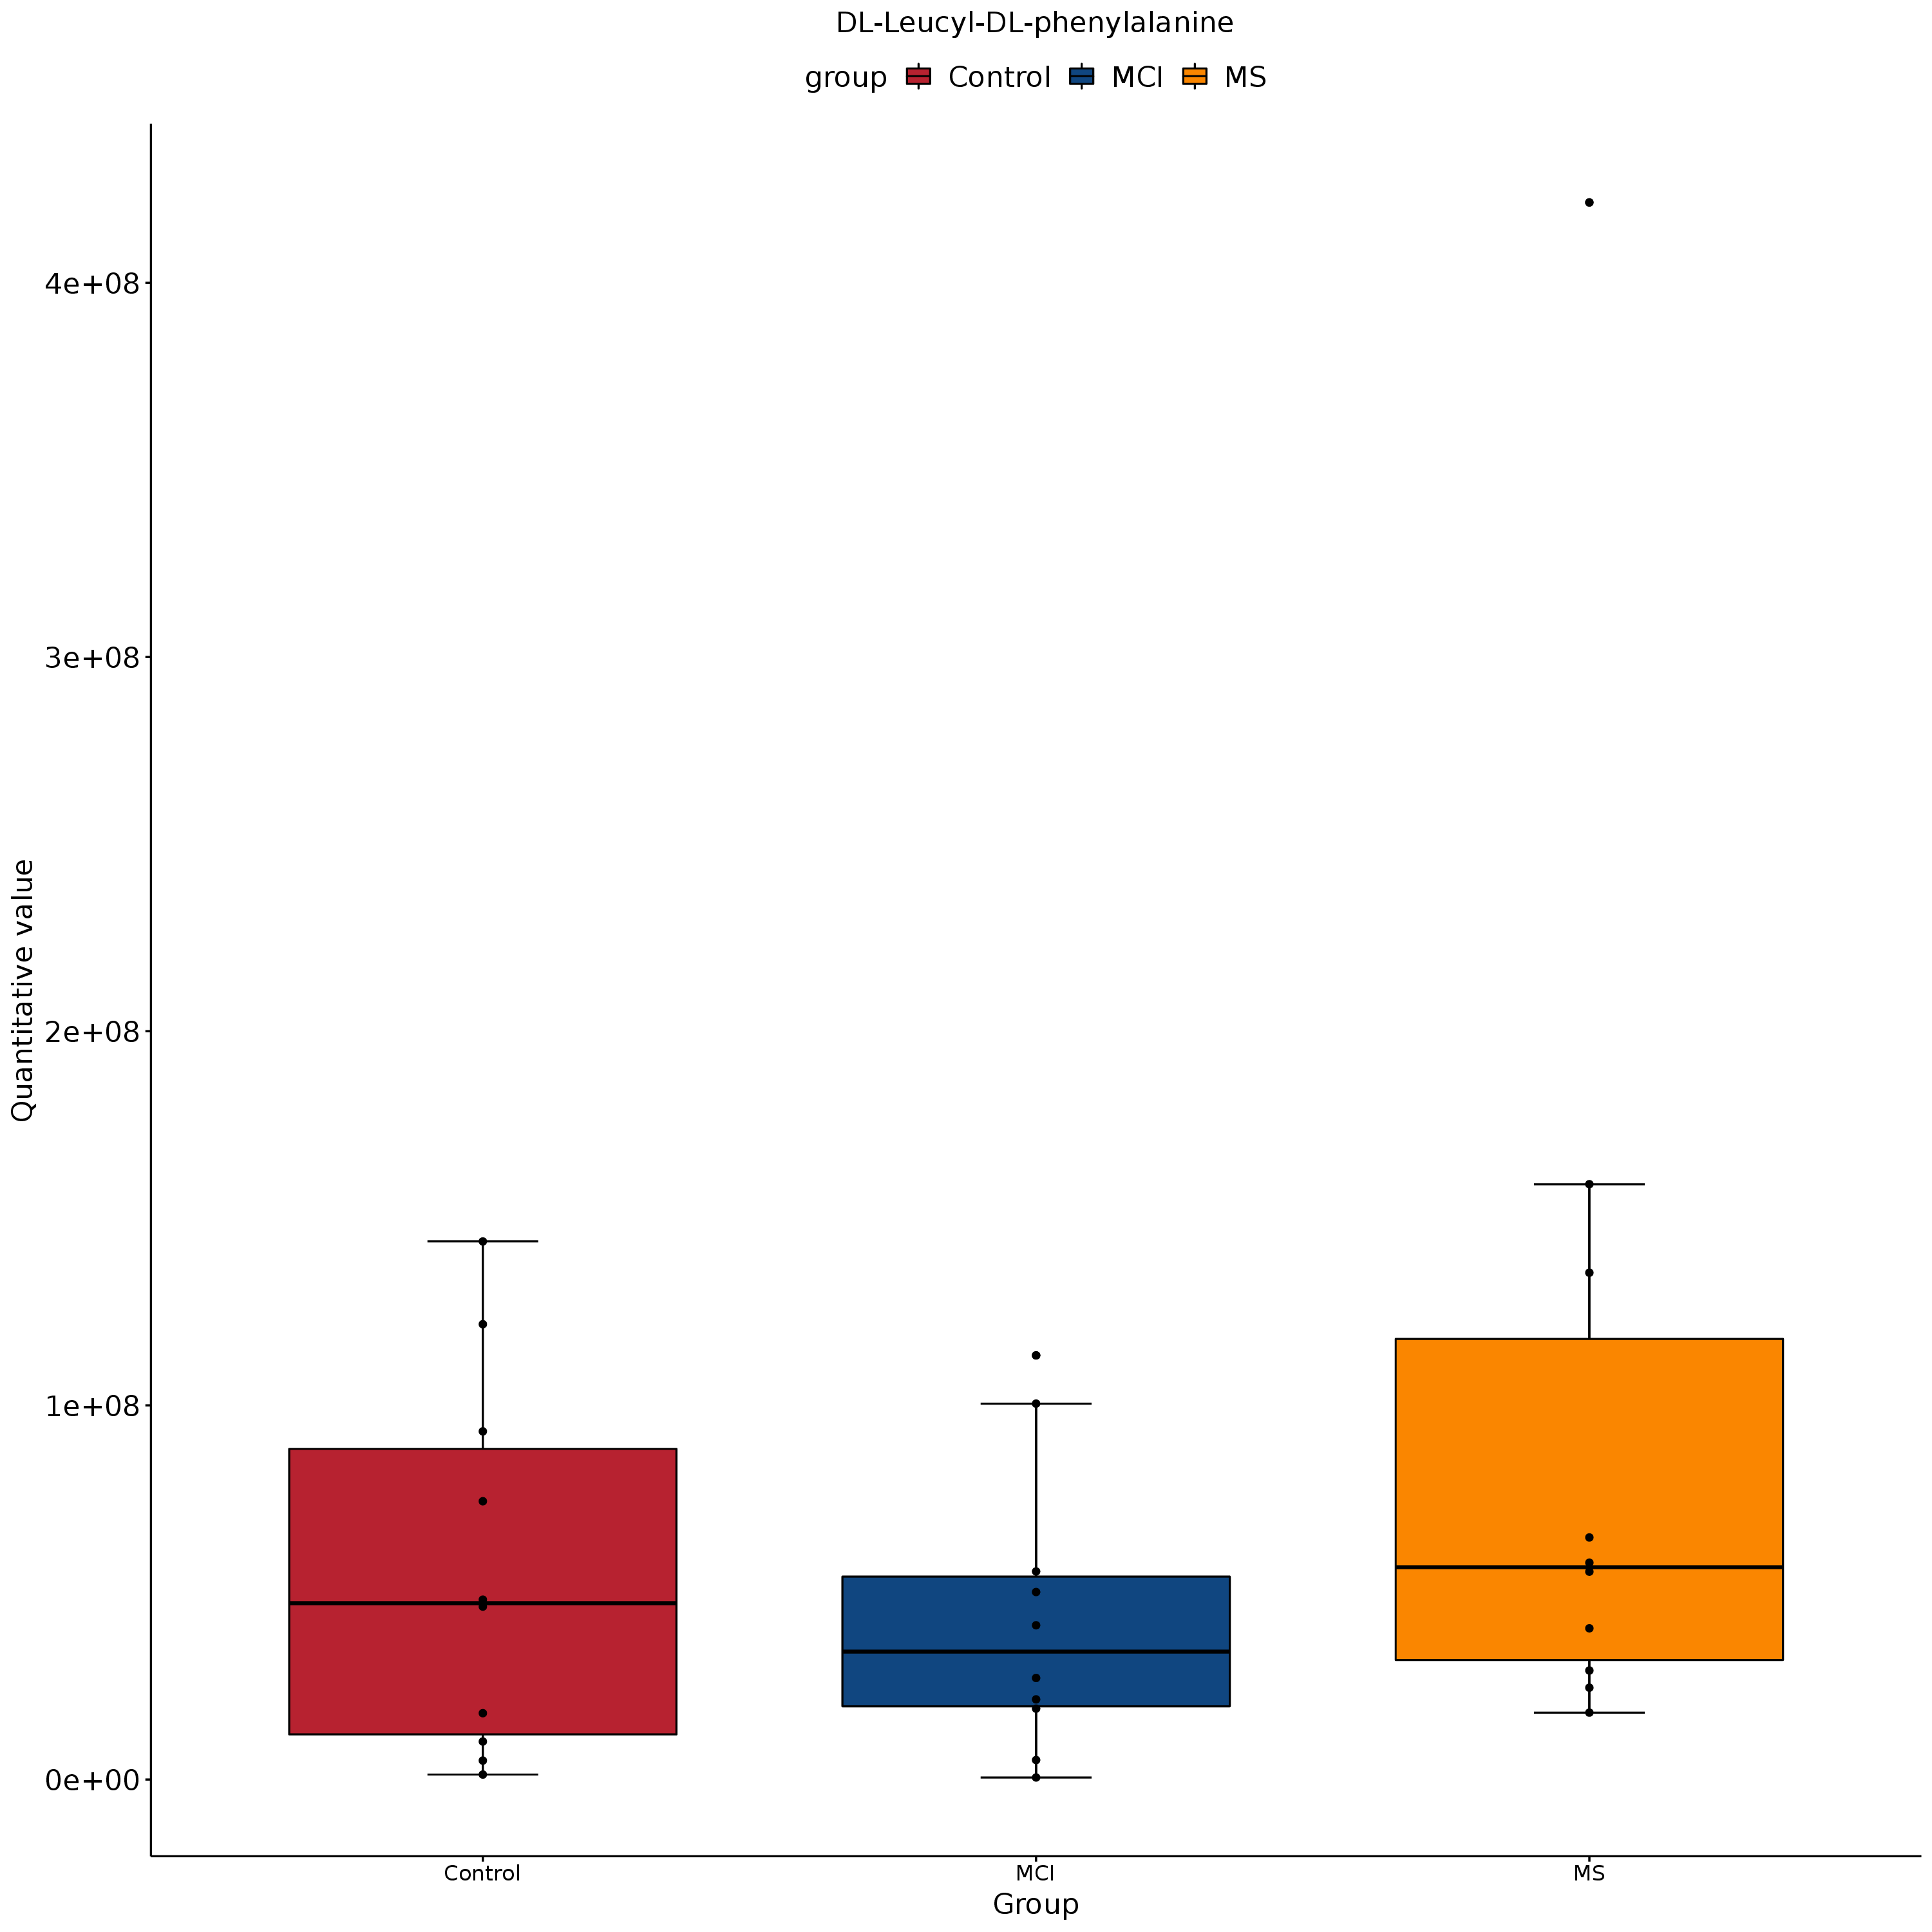 DL-Leucyl-DL-phenylalanine
group Control MCI MS
Quantitative value
4e+08
3e+08
2e+08
1e+08
0e+00
Control MCI MS
Group